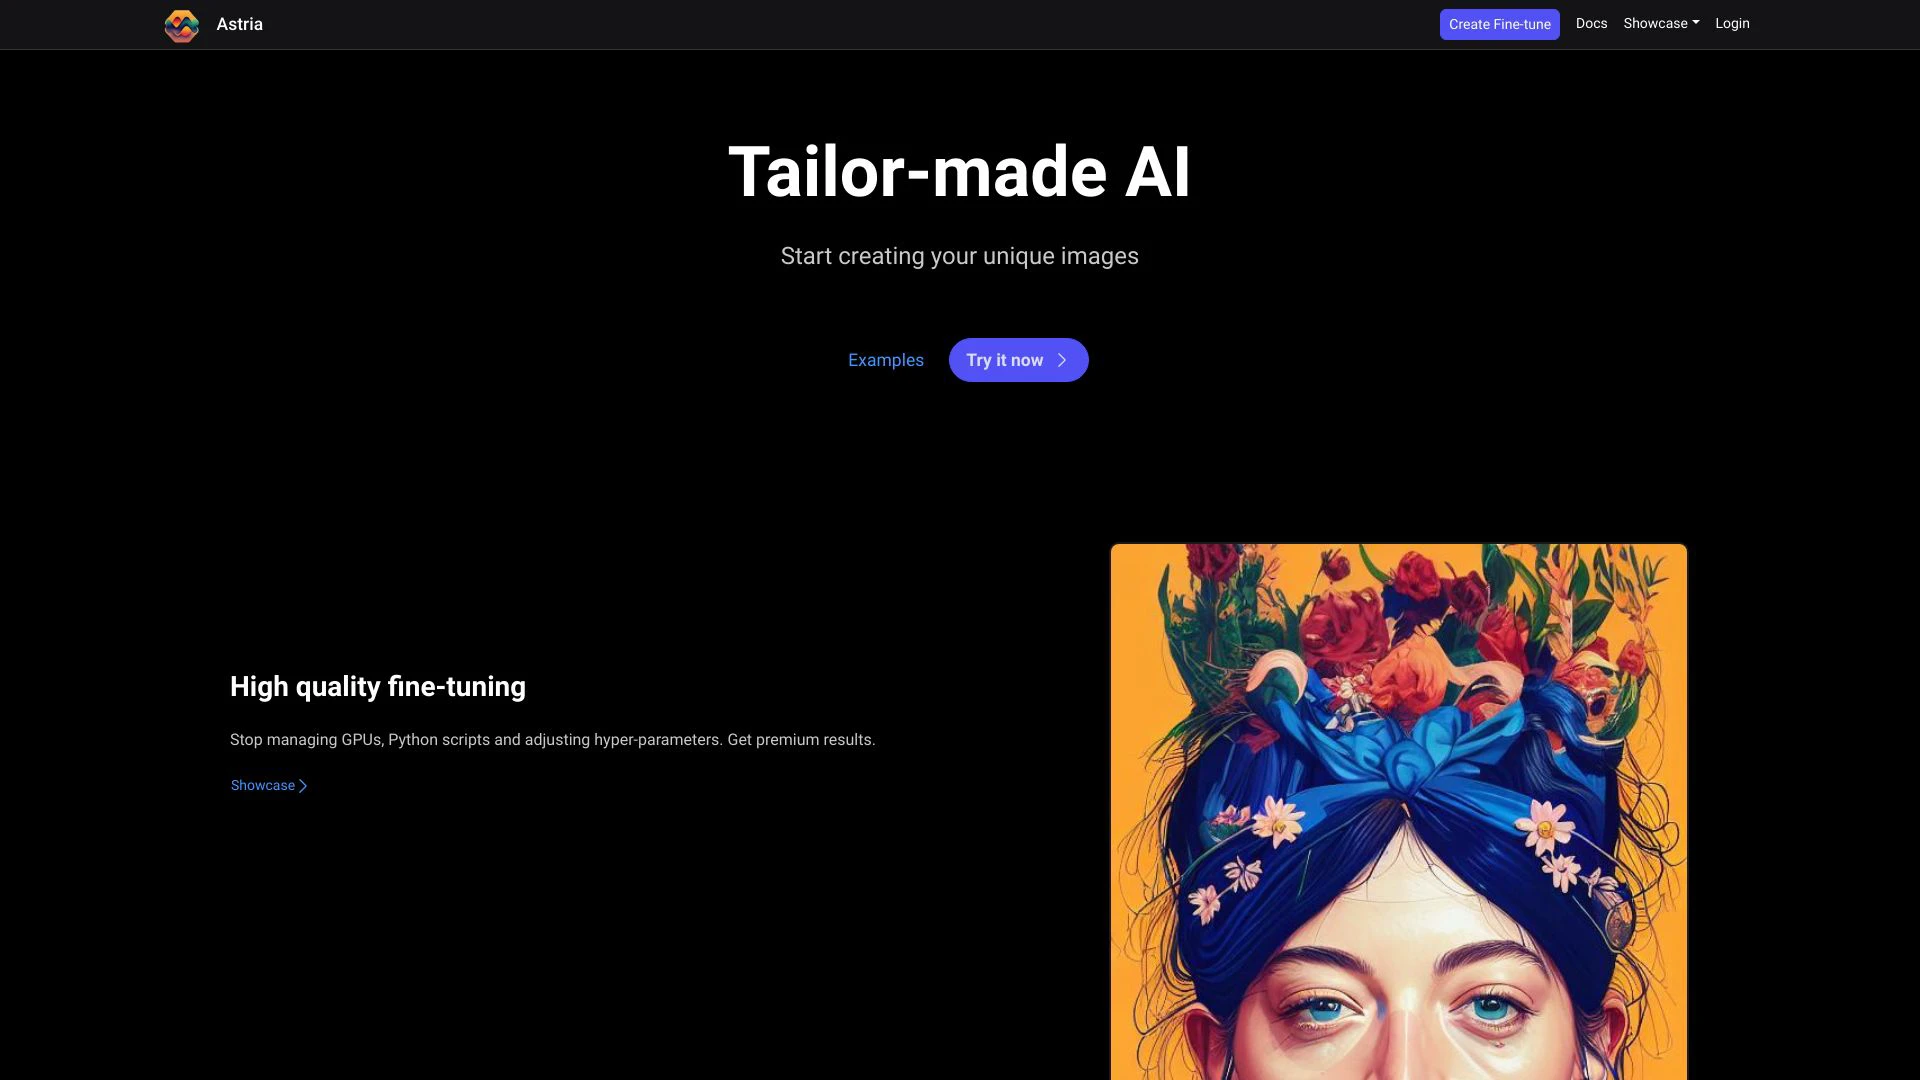 Astria
Create Fine-tune
Docs
Showcase
Login
Tailor-made AI
Start creating your unique images
Examples
Try it now
High quality fine-tuning
Stop managing GPUs, Python scripts and adjusting hyper-parameters. Get premium results.
Showcase